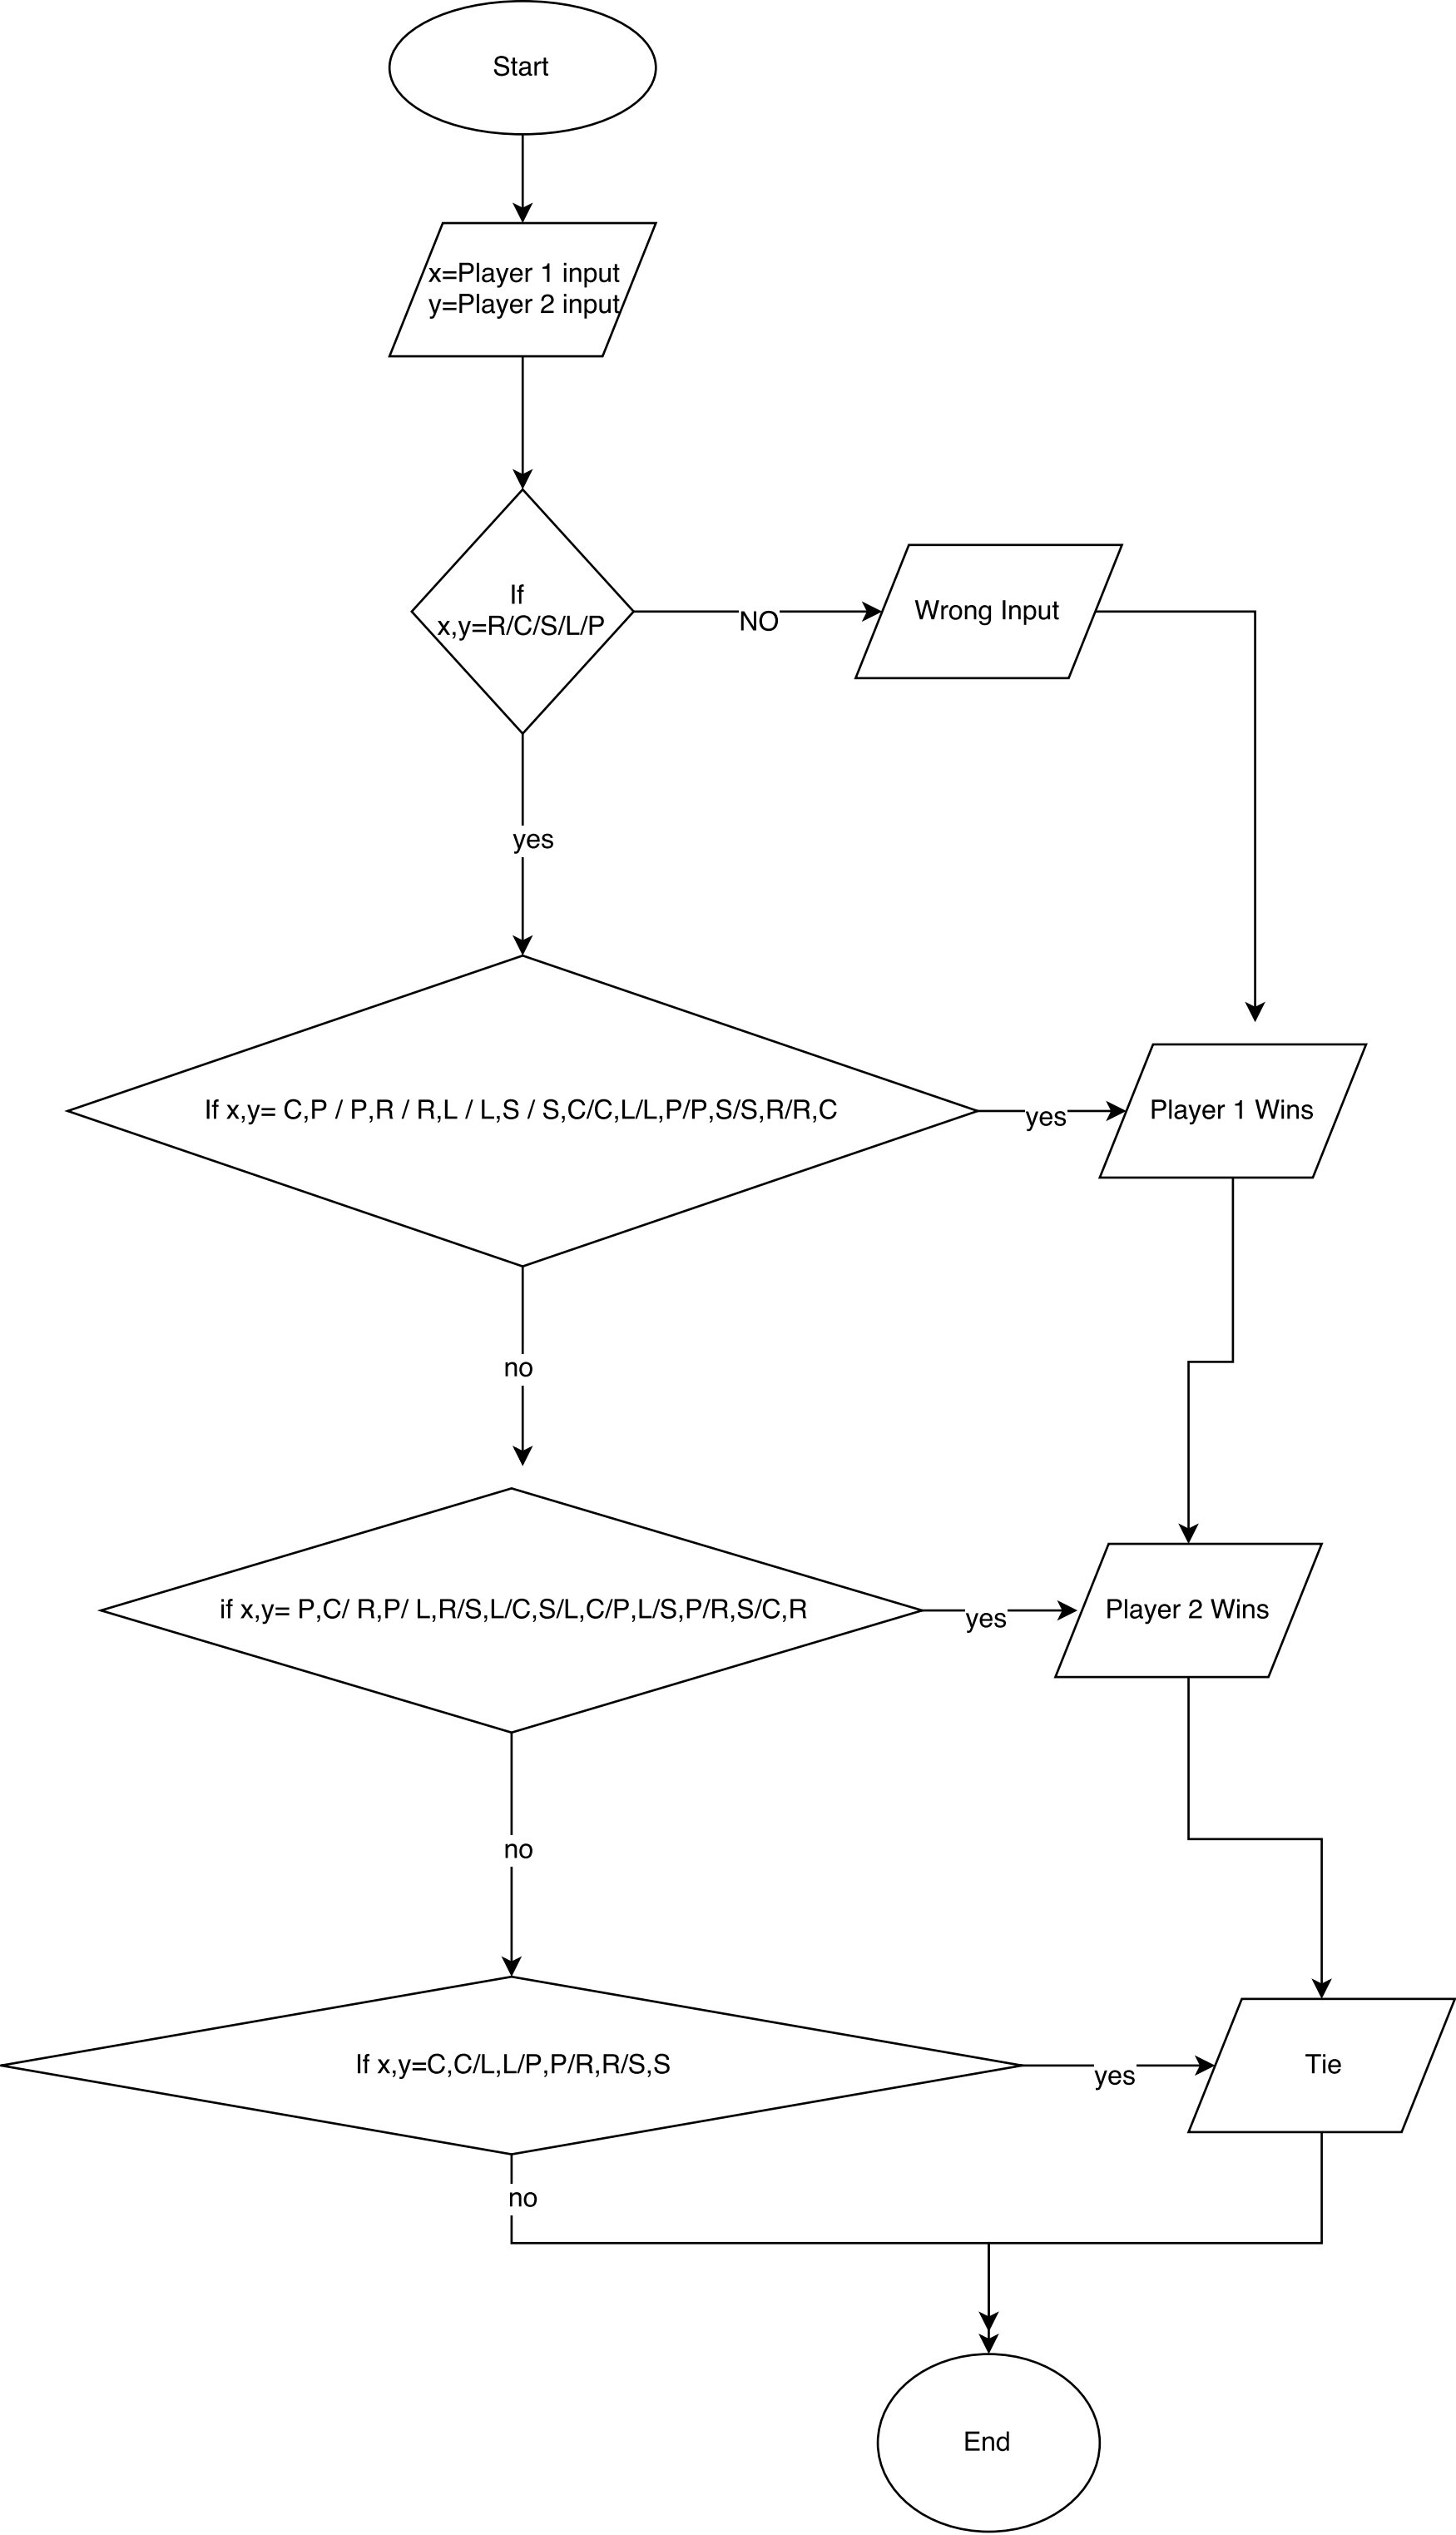 Start
x=Player 1 input
y=Player 2 input
If
x,y=R/C/S/L/P
NO
Wrong Input
yes
If x,y= C,P / P,R / R,L / L,S / S,C/C,L/L,P/P,S/S,R/R,C
yes
Player 1 Wins
no
if x,y= P,C/ R,P/ L,R/S,L/C,S/L,C/P,L/S,P/R,S/C,R
yes
Player 2 Wins
no
If x,y=C,C/L,L/P,P/R,R/S,S
yes
Tie
no
End